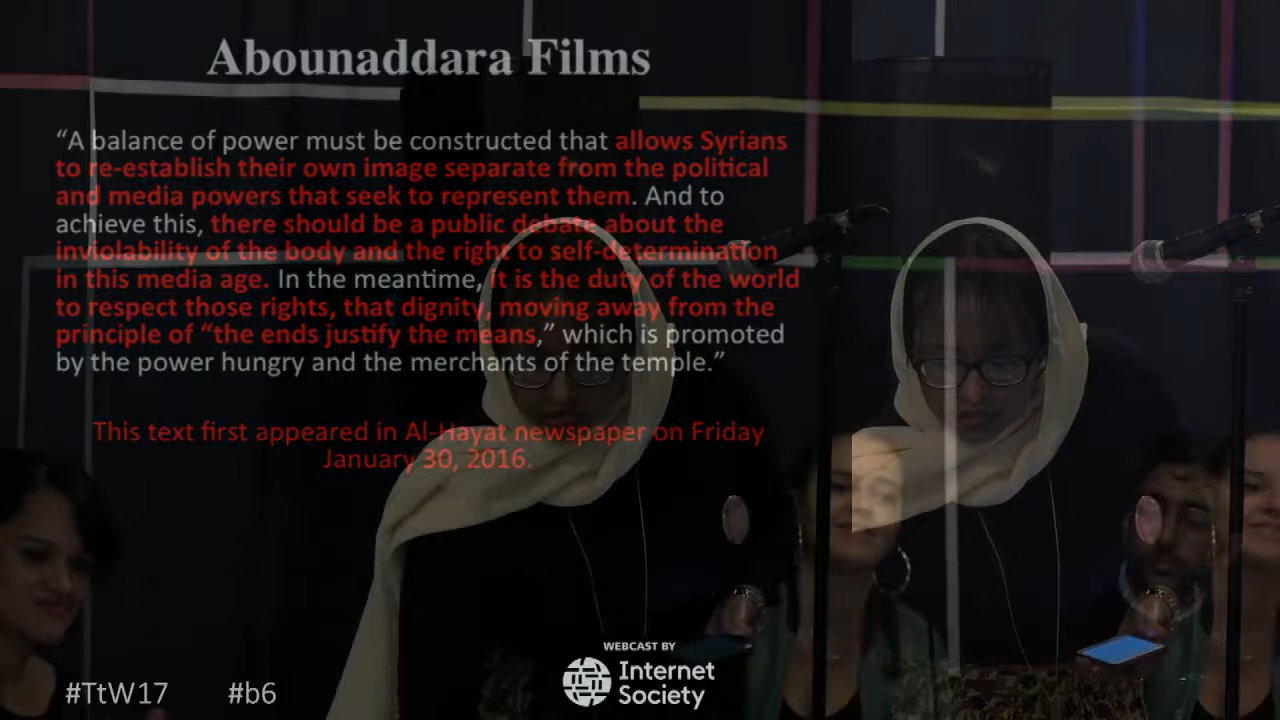 Abounaddara Films
“A balance of power must be constructed that allows Syrians
to re-establish their own image separate from the political
and media powers that seek to represent them. And to
achieve this, there should be a public debate about the
inviolability of the body and the right to self-determination
in this media age. In the meantime, it is the duty of the world
to respect those rights, that dignity, moving away from the
principle of “the ends justify the means,” which is promoted
by the power hungry and the merchants of the temple.”
This text first appeared in Al-Hayat newspaper on Friday
January 30, 2016.
WEBCAST BY
Internet
Society
#TtW17 #b6